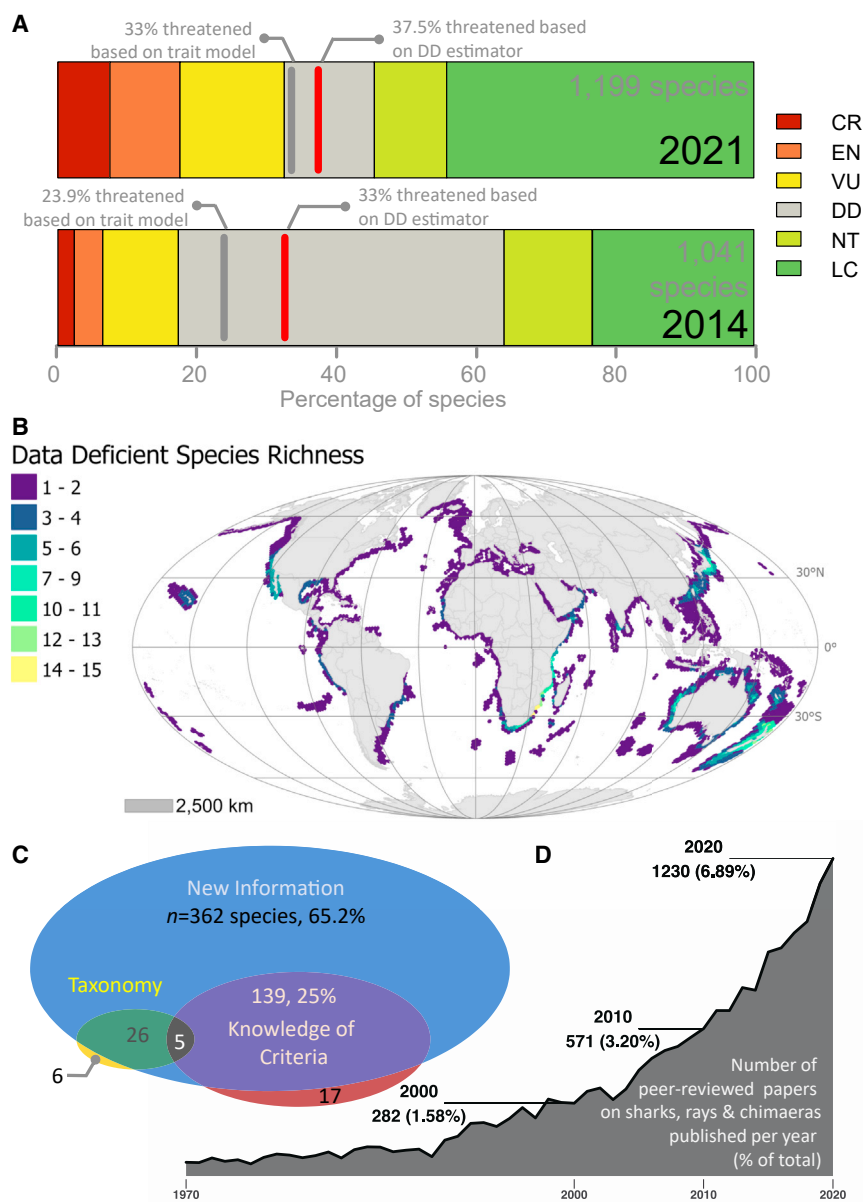 A
33% threatened
based on trait model
37.5% threatened based
on DD estimator
1,199 species
2021
CR
EN
VU
DD
NT
LC
23.9% threatened
based on trait model
33% threatened based
on DD estimator
1,041
species
2014
0
20
40
60
80
100
Percentage of species
B
Data Deficient Species Richness
1 - 2
3 - 4
5 - 6
7 - 9
10 - 11
12 - 13
14 - 15
30ºN
0º
30ºS
2,500 km
C
New Information
n=362 species, 65.2%
Taxonomy
139, 25%
Knowledge of
Criteria
26
5
6
17
D
2020
1230 (6.89%)
2010
571 (3.20%)
2000
282 (1.58%)
Number of
peer-reviewed papers
on sharks, rays & chimaeras
published per year
(% of total)
1970
2000
2010
2020